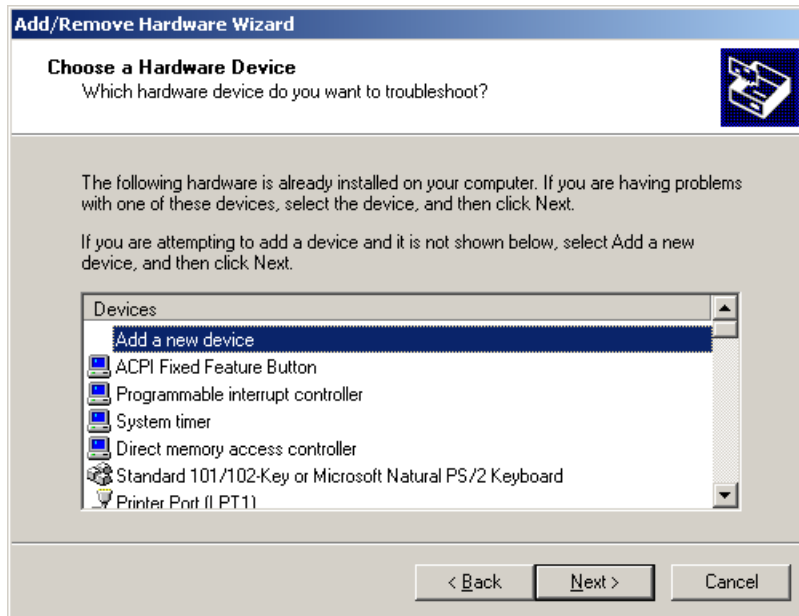 Add/Remove Hardware Wizard
Choose a Hardware Device
Which hardware device do you want to troubleshoot?
The following hardware is already installed on your computer. If you are having problems
with one of these devices, select the device, and then click Next.
If you are attempting to add a device and it is not shown below, select Add a new
device, and then click Next.
Devices
Add a new device
ACPI Fixed Feature Button
Programmable interrupt controller
System timer
Direct memory access controller
Standard 101/102-Key or Microsoft Natural PS/2 Keyboard
Printer Port (LPT1)
< Back Next > Cancel